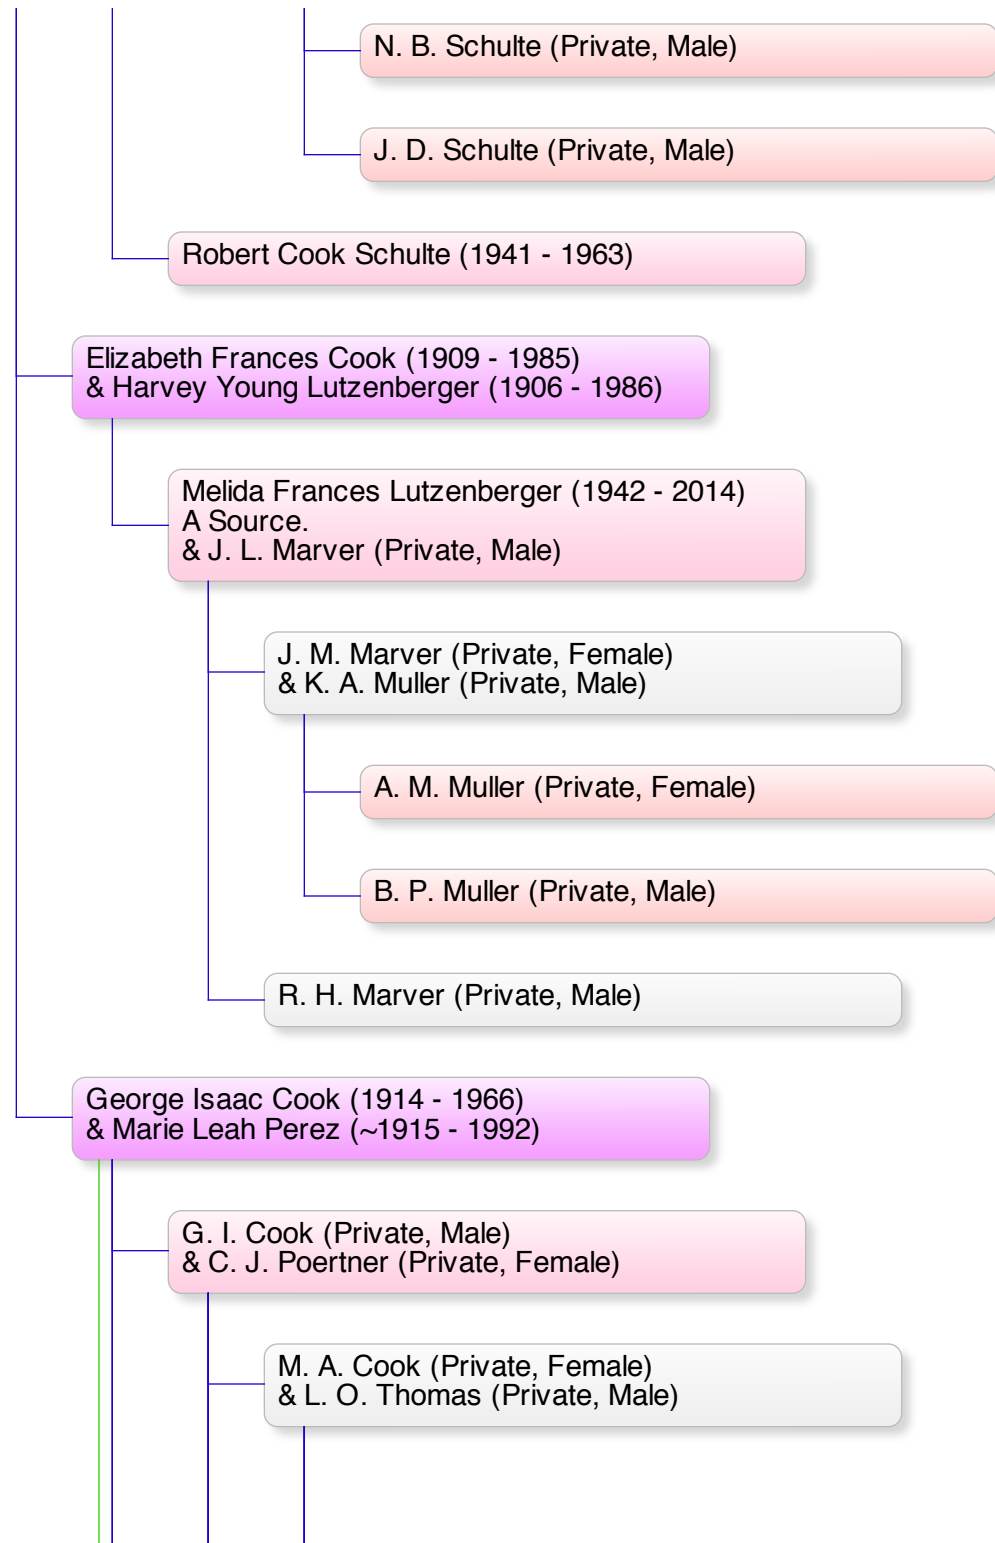 N. B. Schulte (Private, Male)
J. D. Schulte (Private, Male)
Robert Cook Schulte (1941 - 1963)
Elizabeth Frances Cook (1909 - 1985)
& Harvey Young Lutzenberger (1906 - 1986)
Melida Frances Lutzenberger (1942 - 2014)
A Source.
& J. L. Marver (Private, Male)
J. M. Marver (Private, Female)
& K. A. Muller (Private, Male)
A. M. Muller (Private, Female)
B. P. Muller (Private, Male)
R. H. Marver (Private, Male)
George Isaac Cook (1914 - 1966)
& Marie Leah Perez (~1915 - 1992)
G. I. Cook (Private, Male)
& C. J. Poertner (Private, Female)
M. A. Cook (Private, Female)
& L. O. Thomas (Private, Male)